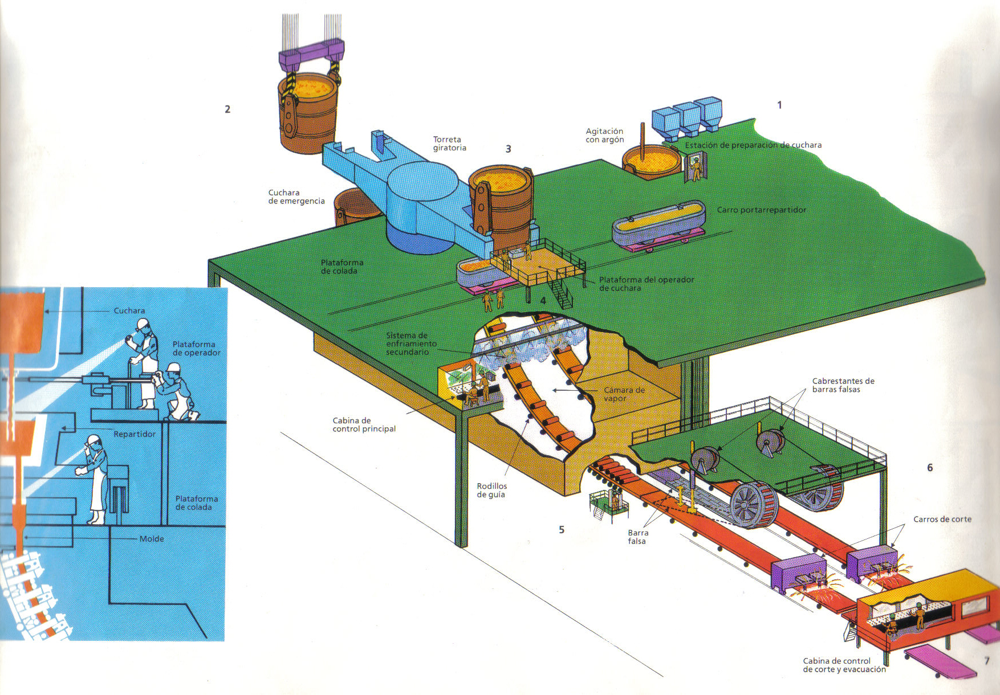 2
1
Agitación
con argón
Torreta
giratoria
3
Estación de preparación de cuchara
Cuchara
de emergencia
Carro portarrepartidor
Plataforma
de colada
Plataforma del operador
de cuchara
4
Cuchara
Plataforma
de operador
Sistema de
enfriamiento
secundario
Cámara de
vapor
Cabrestantes de
barras falsas
Cabina de
control principal
Repartidor
6
Rodillos
de guía
Plataforma
de colada
Carros de corte
5
Barra
falsa
Molde
Cabina de control
de corte y evacuación
7